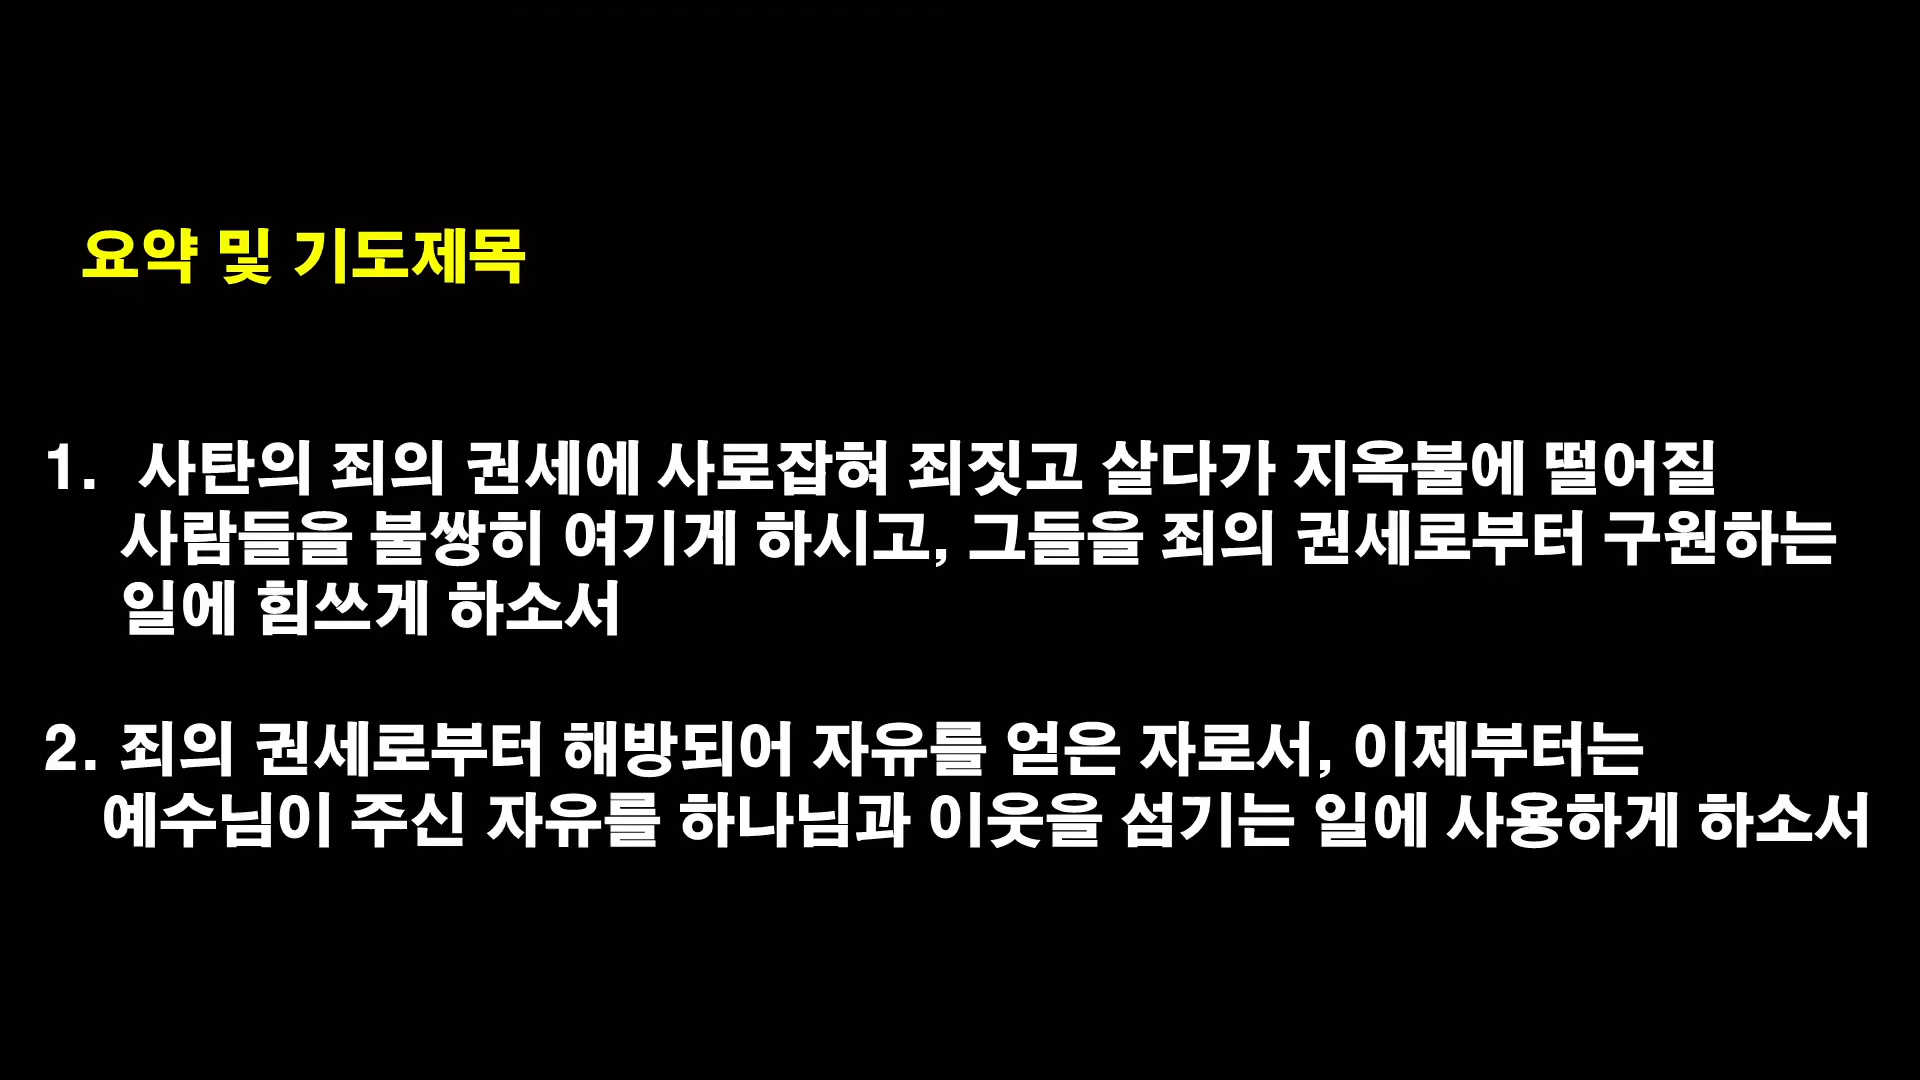 요약 및 기도제목
1. 사탄의 죄의 권세에 사로잡혀 죄짓고 살다가 지옥불에 떨어질
사람들을 불쌍히 여기게 하시고, 그들을 죄의 권세로부터 구원하는
일에 힘쓰게 하소서
2. 죄의 권세로부터 해방되어 자유를 얻은 자로서, 이제부터는
예수님이 주신 자유를 하나님과 이웃을 섬기는 일에 사용하게 하소서